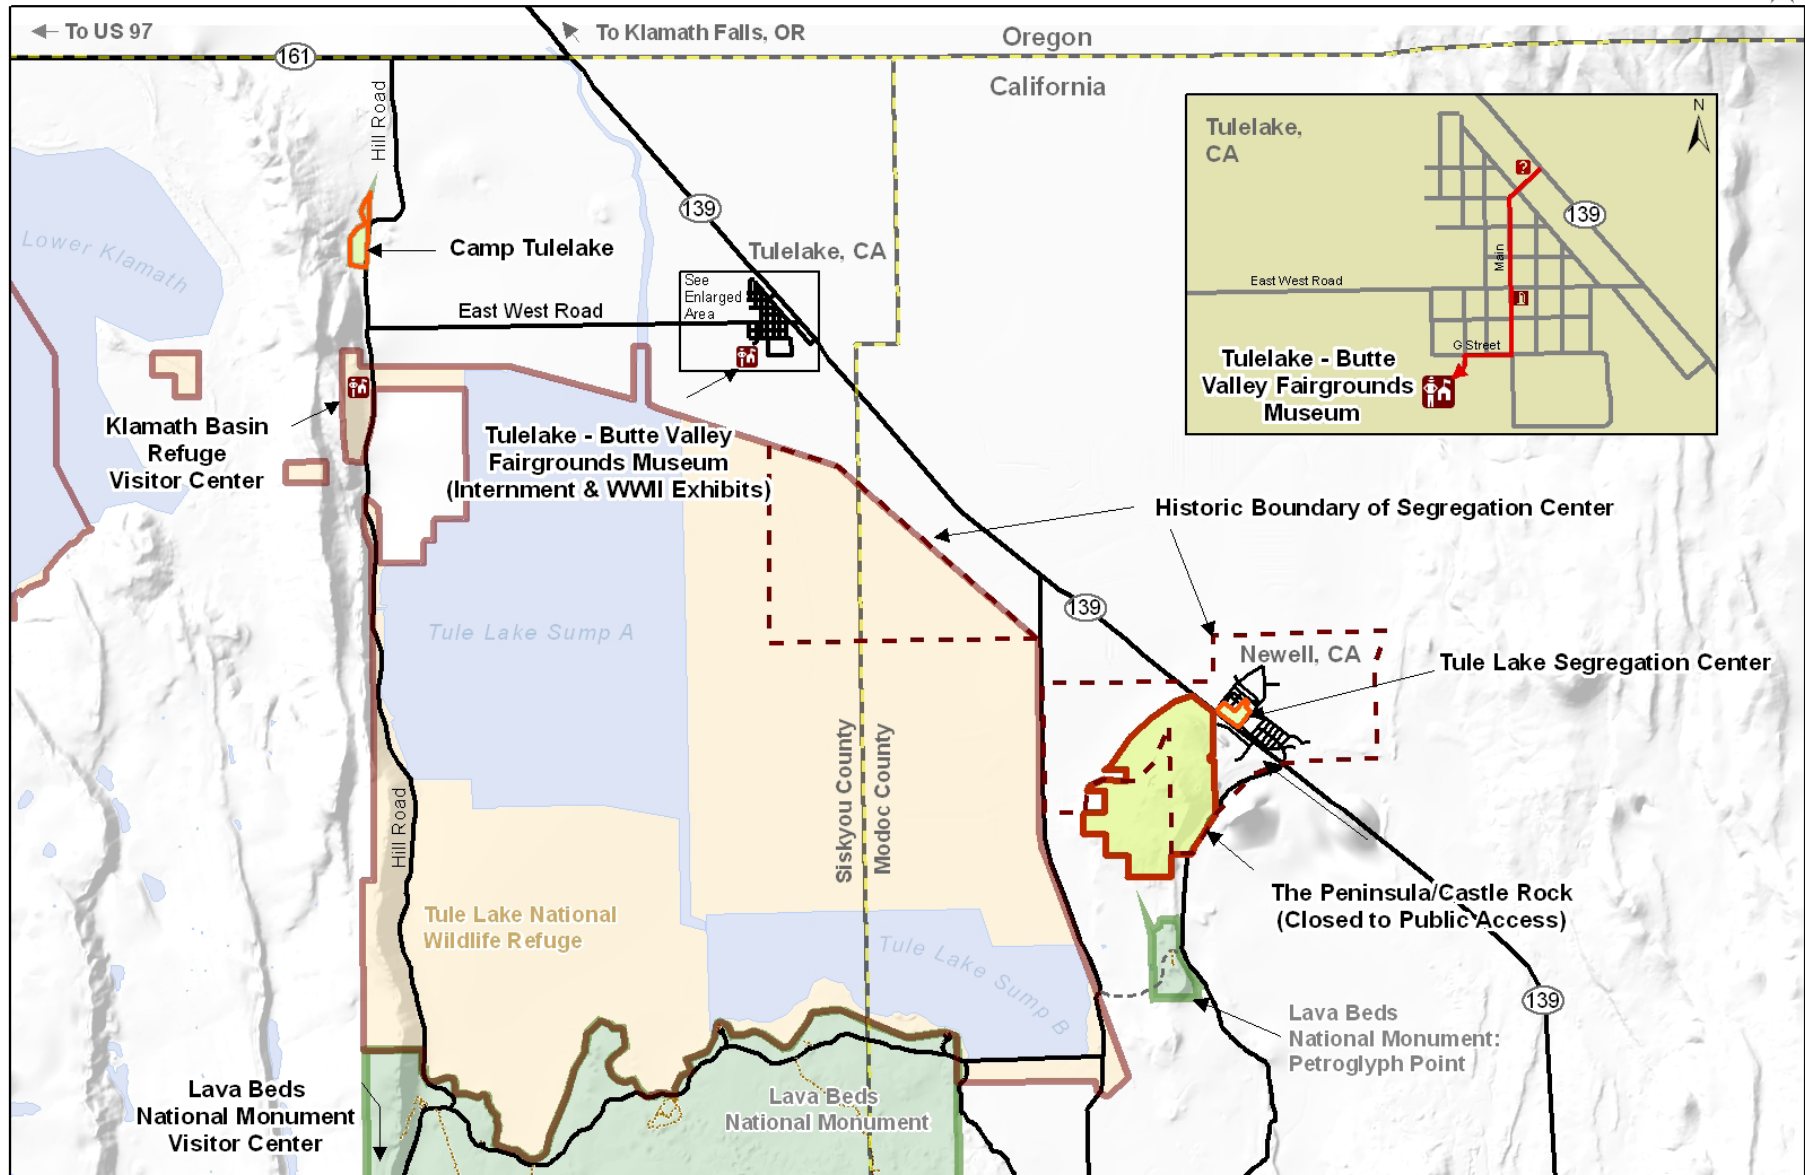 To US 97
To Klamath Falls, OR
Oregon
161
California
Hill Road
139
Tulelake, CA
Camp Tulelake
See
Enlarged
Area
East West Road
Lower Klamath
Klamath Basin
Refuge
Visitor Center
Tulelake - Butte Valley
Fairgrounds Museum
(Internment & WWII Exhibits)
N
Tulelake,
CA
?
139
Main
East West Road
G Street
Tulelake - Butte
Valley Fairgrounds
Museum
Historic Boundary of Segregation Center
139
Tule Lake Sump A
Newell, CA
Tule Lake Segregation Center
Siskyou County
Modoc County
Hill Road
The Peninsula/Castle Rock
(Closed to Public Access)
Tule Lake National
Wildlife Refuge
Tule Lake Sump B
139
Lava Beds
National Monument:
Petroglyph Point
Lava Beds
National Monument
Visitor Center
Lava Beds
National Monument